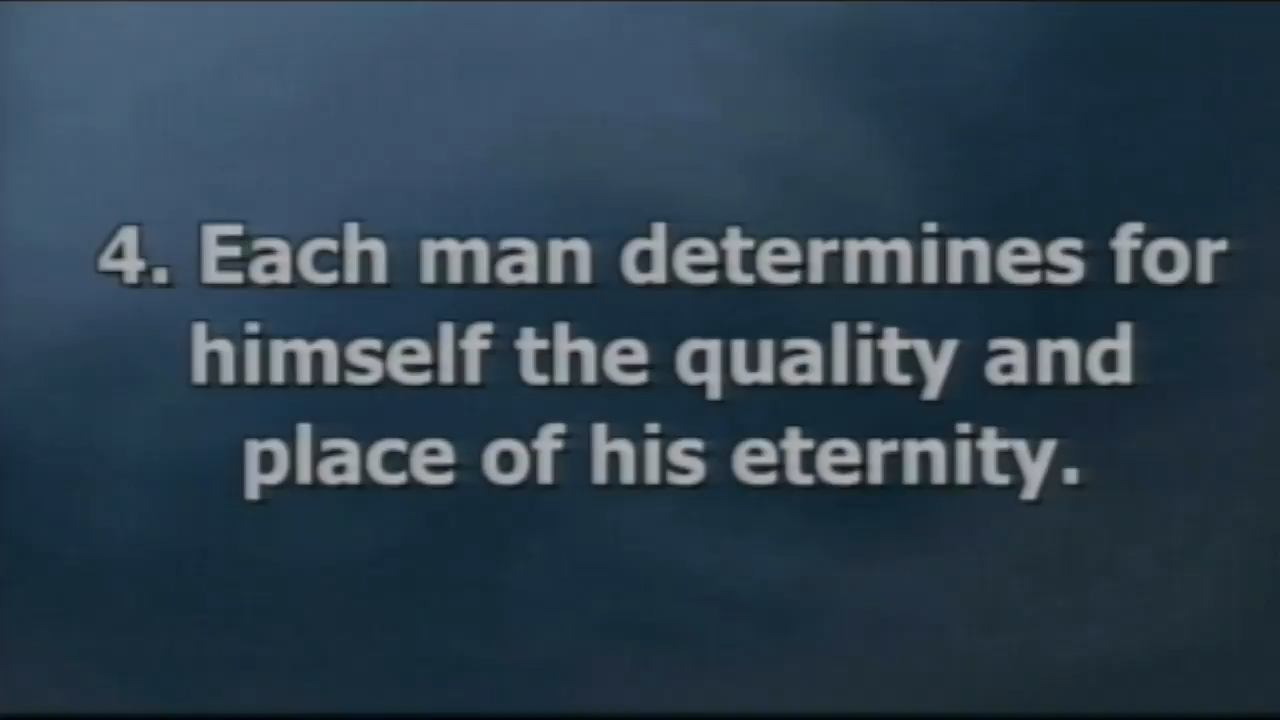 4. Each man determines for
himself the quality and
place of his eternity.